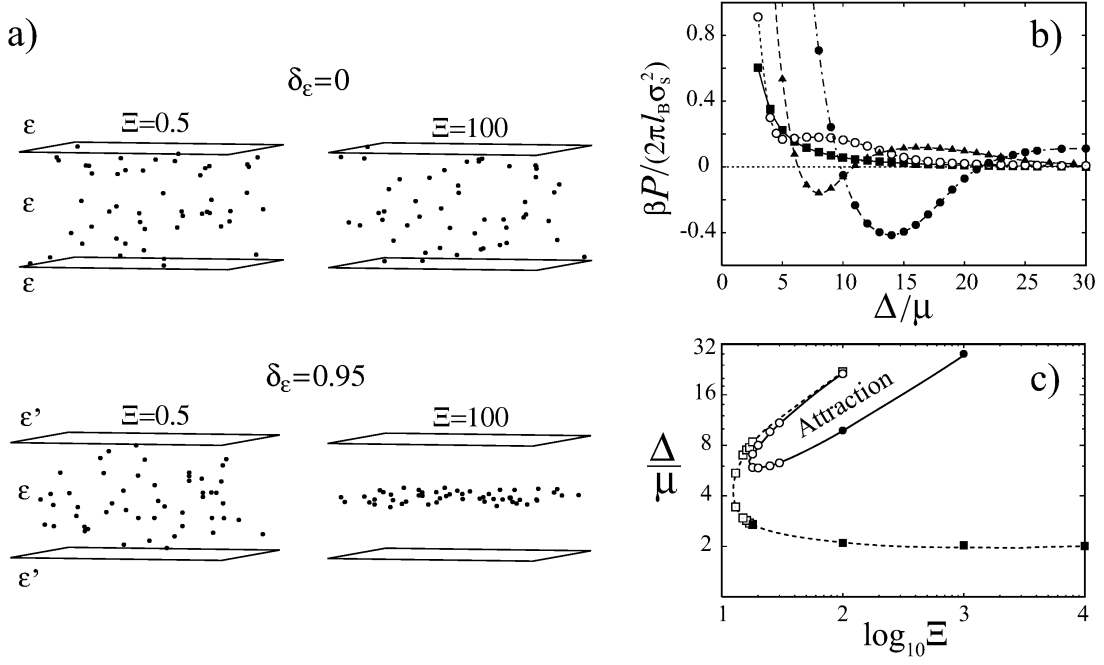 a)
δε=0
ε
Ξ=0.5
Ξ=100
ε
ε
δε=0.95
ε'
Ξ=0.5
Ξ=100
ε
ε'
b)
βP/(2πlBσs²)
0.8
0.4
0
-0.4
0 5 10 15 20 25 30
Δ/μ
c)
Δ/μ
32
16
8
4
2
Attraction
1 2 3 4
log10Ξ